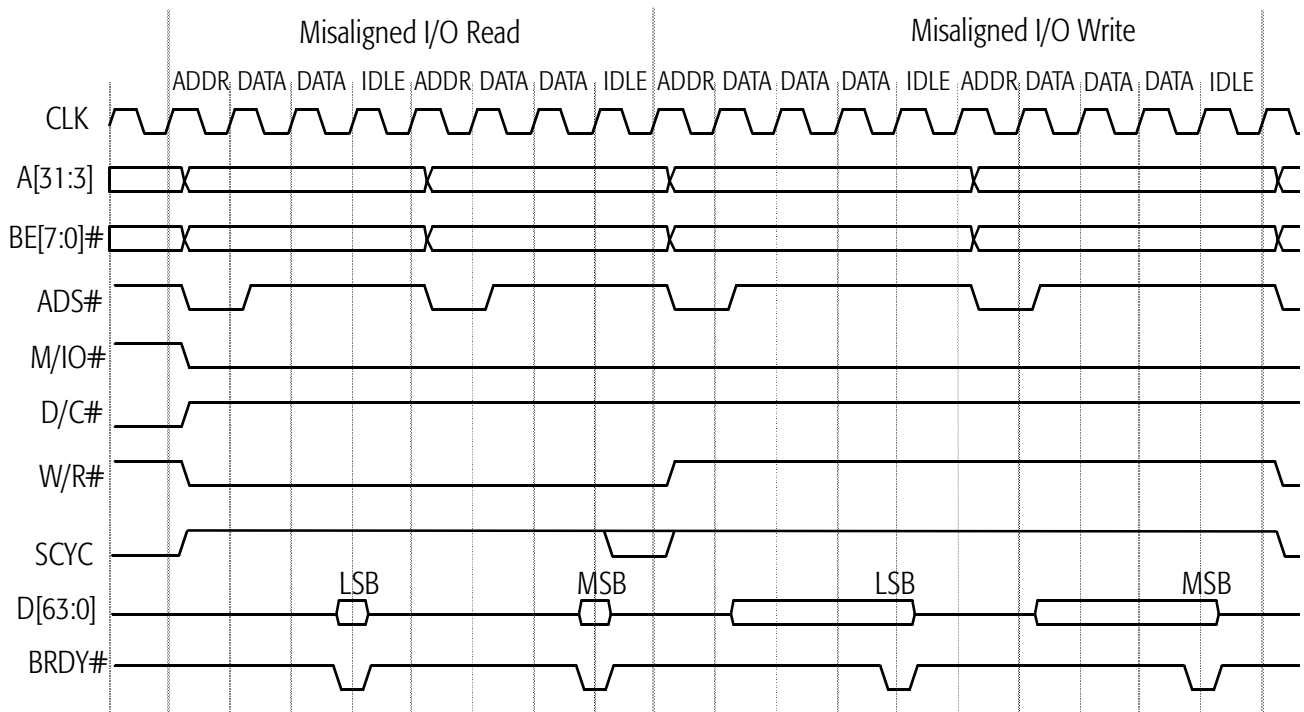 Misaligned I/O Read Misaligned I/O Write
ADDR DATA DATA IDLE ADDR DATA DATA IDLE ADDR DATA DATA DATA IDLE ADDR DATA DATA DATA IDLE
CLK
A[31:3]
BE[7:0]#
ADS#
M/IO#
D/C#
W/R#
SCYC
LSB MSB LSB MSB
D[63:0]
BRDY#